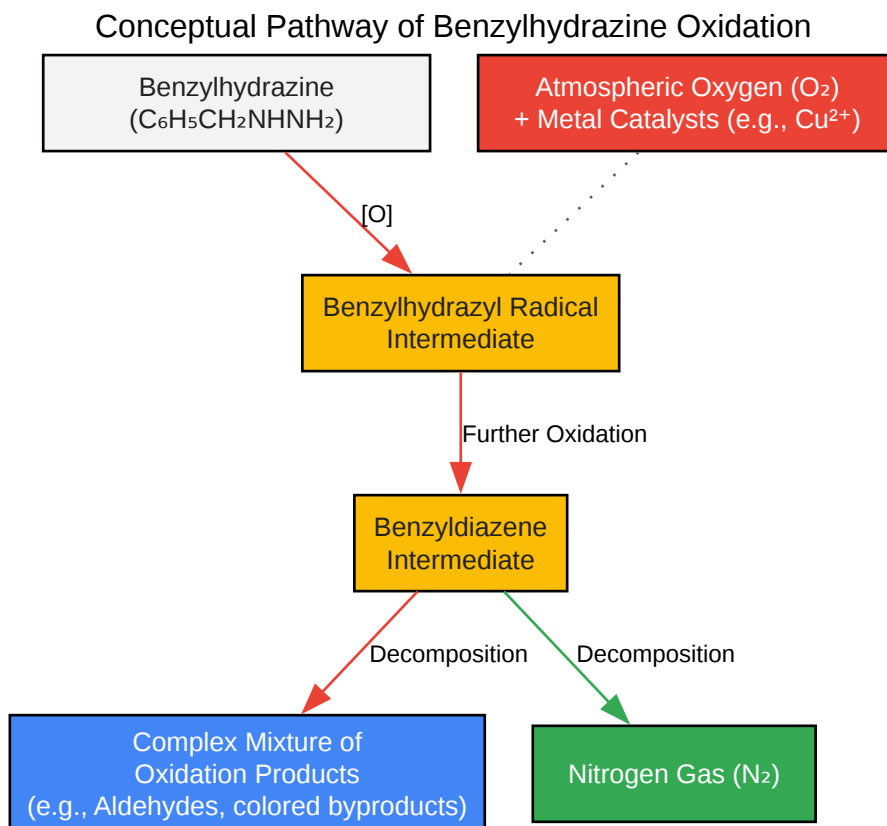 Conceptual Pathway of Benzylhydrazine Oxidation
Benzylhydrazine
(C₆H₅CH₂NHNH₂)
Atmospheric Oxygen (O₂)
+ Metal Catalysts (e.g., Cu²⁺)
[O]
Benzylhydrazyl Radical
Intermediate
Further Oxidation
Benzyldiazene
Intermediate
Decomposition
Decomposition
Complex Mixture of
Oxidation Products
(e.g., Aldehydes, colored byproducts)
Nitrogen Gas (N₂)